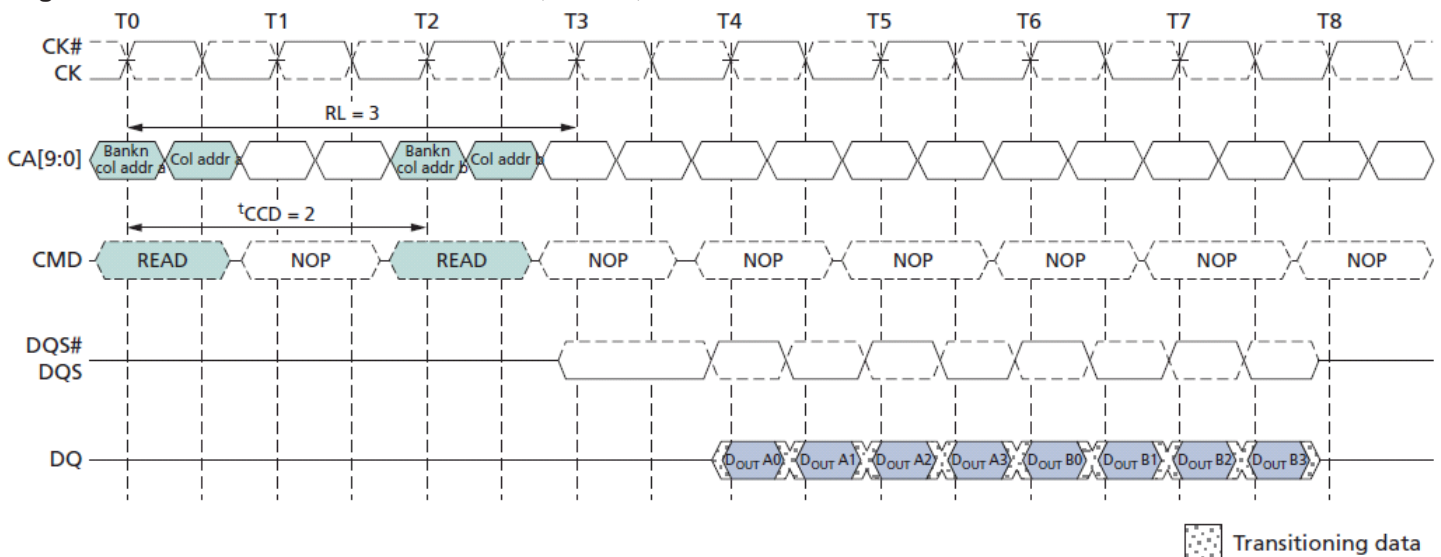 T0 T1 T2 T3 T4 T5 T6 T7 T8
CK#
CK
RL = 3
CA[9:0] Bankn col addr a Col addr a Bankn col addr b Col addr b
tCCD = 2
CMD READ NOP READ NOP NOP NOP NOP NOP NOP
DQS#
DQS
DQ DOUT A0 DOUT A1 DOUT A2 DOUT A3 DOUT B0 DOUT B1 DOUT B2 DOUT B3
Transitioning data